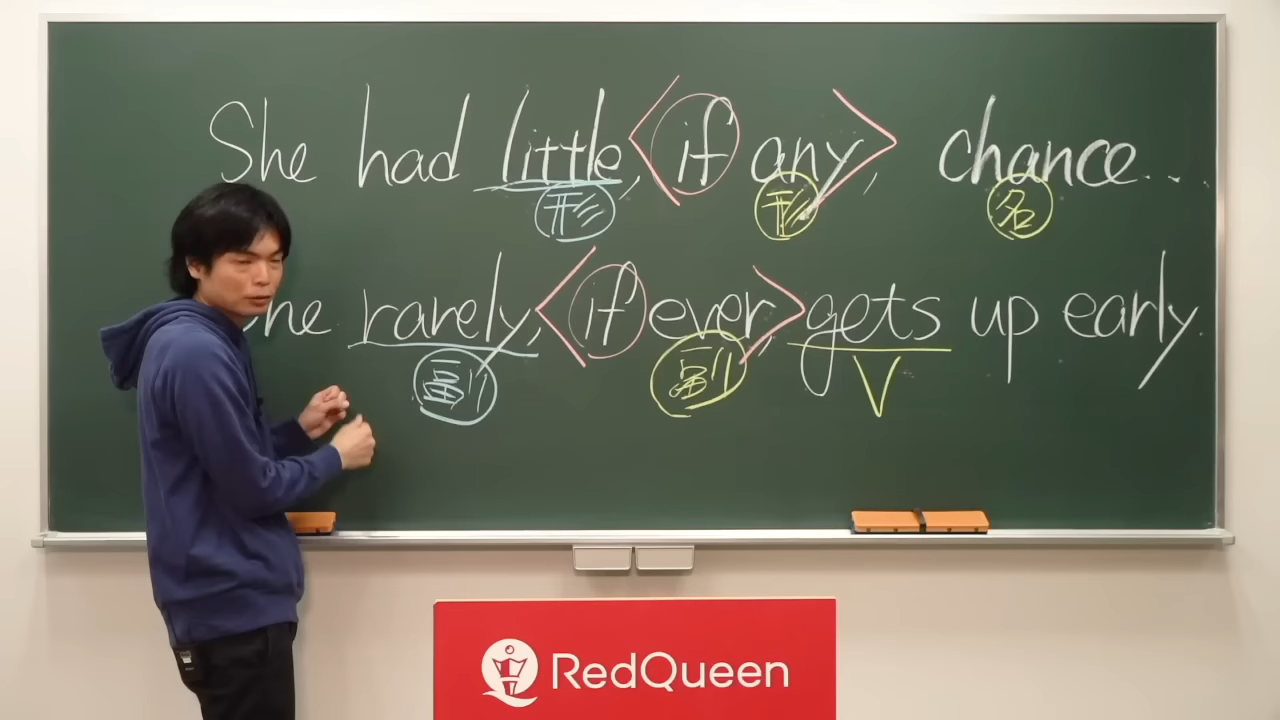 She had little, <if any>, chance...
形 形 名
he rarely, <if ever>, gets up early.
副 副 V
RedQueen